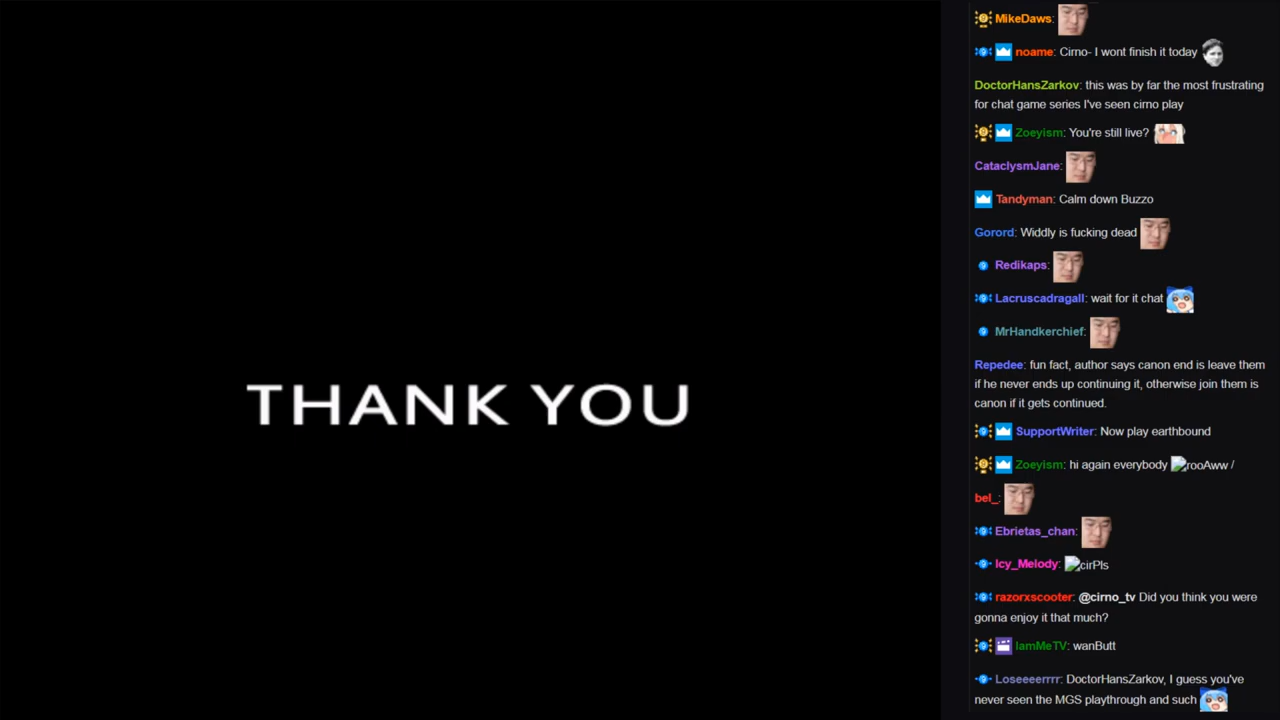 THANK YOU
MikeDaws:
noame: Cirno- I wont finish it today
DoctorHansZarkov: this was by far the most frustrating
for chat game series I've seen cirno play
Zoeyism: You're still live?
CataclysmJane:
Tandyman: Calm down Buzzo
Gorord: Widdly is fucking dead
Redikaps:
Lacruscadragall: wait for it chat
MrHandkerchief:
Repedee: fun fact, author says canon end is leave them
if he never ends up continuing it, otherwise join them is
canon if it gets continued.
SupportWriter: Now play earthbound
Zoeyism: hi again everybody rooAww /
bel_:
Ebrietas_chan:
Icy_Melody: cirPls
razorxscooter: @cirno_tv Did you think you were
gonna enjoy it that much?
IamMeTV: wanButt
Loseeeerrrr: DoctorHansZarkov, I guess you've
never seen the MGS playthrough and such